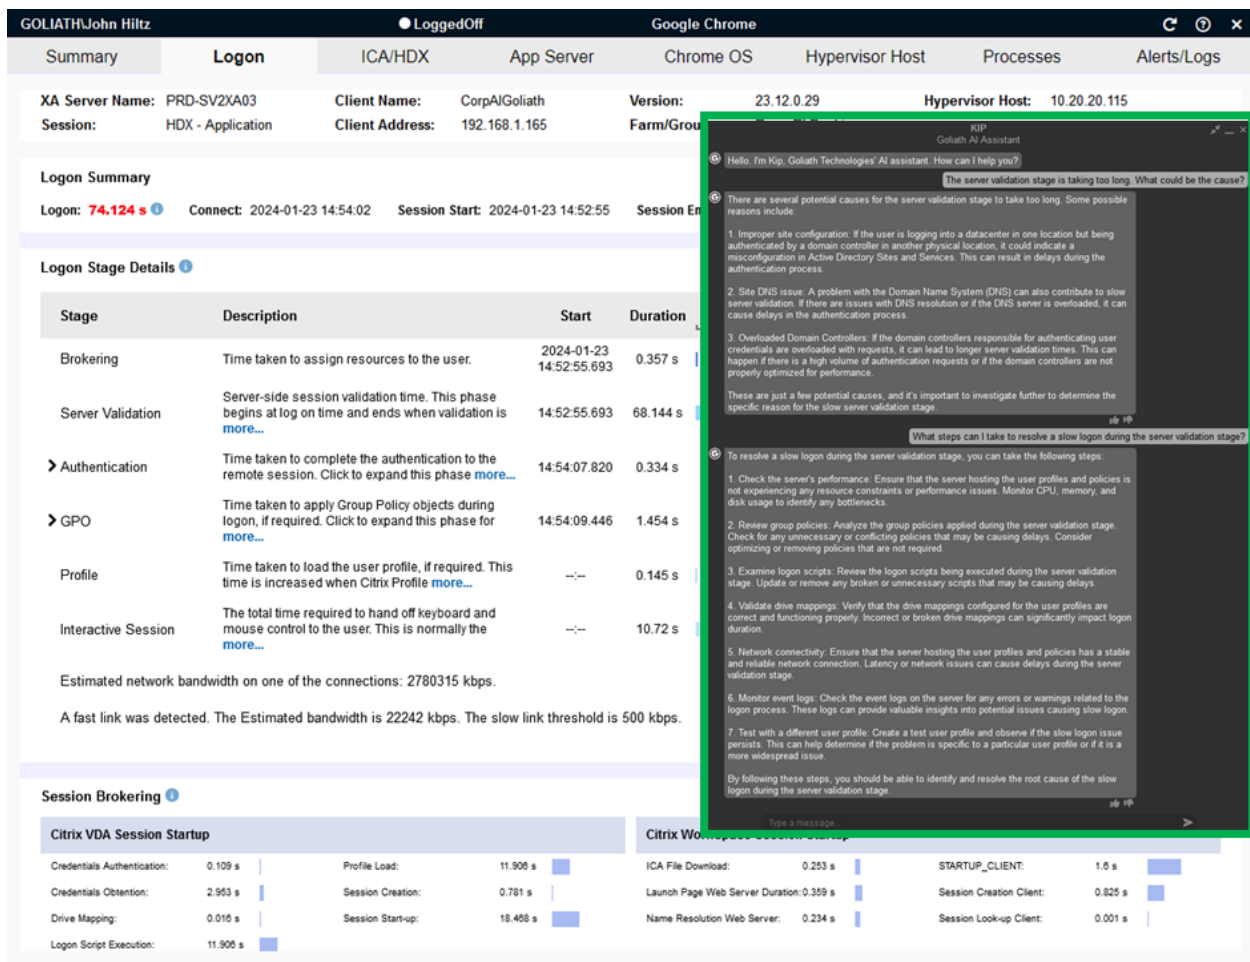 GOLIATH\John Hiltz LoggedOff Google Chrome
Summary Logon ICA/HDX App Server Chrome OS Hypervisor Host Processes Alerts/Logs
XA Server Name: PRD-SV2XA03 Client Name: CorpAIGoliath Version: 23.12.0.29 Hypervisor Host: 10.20.20.115
Session: HDX - Application Client Address: 192.168.1.165 Farm/Grou
Logon Summary
Logon: 74.124 s Connect: 2024-01-23 14:54:02 Session Start: 2024-01-23 14:52:55 Session En
Logon Stage Details
Stage Description Start Duration
Brokering Time taken to assign resources to the user. 2024-01-23 14:52:55.693 0.357 s
Server Validation Server-side session validation time. This phase
begins at log on time and ends when validation is 14:52:55.693 68.144 s
more...
Authentication Time taken to complete the authentication to the 14:54:07.820 0.334 s
remote session. Click to expand this phase more...
GPO Time taken to apply Group Policy objects during
logon, if required. Click to expand this phase for 14:54:09.446 1.454 s
more...
Profile Time taken to load the user profile, if required. This --:-- 0.145 s
time is increased when Citrix Profile more...
Interactive Session The total time required to hand off keyboard and
mouse control to the user. This is normally the --:-- 10.72 s
more...
Estimated network bandwidth on one of the connections: 2780315 kbps.
A fast link was detected. The Estimated bandwidth is 22242 kbps. The slow link threshold is 500 kbps.
Session Brokering
Citrix VDA Session Startup
Credentials Authentication: 0.109 s Profile Load: 11.906 s
Credentials Obtention: 2.953 s Session Creation: 0.781 s
Drive Mapping: 0.016 s Session Start-up: 18.468 s
Logon Script Execution: 11.906 s
ICA File Download: 0.253 s STARTUP_CLIENT: 1.6 s
Launch Page Web Server Duration: 0.359 s Session Creation Client: 0.825 s
Name Resolution Web Server: 0.234 s Session Look-up Client: 0.001 s
KIP
Goliath AI Assistant
Hello. I'm Kip, Goliath Technologies' AI assistant. How can I help you?
The server validation stage is taking too long. What could be the cause?
There are several potential causes for the server validation stage to take too long. Some possible
reasons include:
1. Improper site configuration: If the user is logging into a datacenter in one location but being
authenticated by a domain controller in another physical location, it could indicate a
misconfiguration in Active Directory Sites and Services. This can result in delays during the
authentication process.
2. Site DNS issue: A problem with the Domain Name System (DNS) can also contribute to slow
server validation. If there are issues with DNS resolution or if the DNS server is overloaded, it can
cause delays in the authentication process.
3. Overloaded Domain Controllers: If the domain controllers responsible for authenticating user
credentials are overloaded with requests, it can lead to longer server validation times. This can
happen if there is a high volume of authentication requests or if the domain controllers are not
properly optimized for performance.
These are just a few potential causes, and it's important to investigate further to determine the
specific reason for the slow server validation stage.
What steps can I take to resolve a slow logon during the server validation stage?
To resolve a slow logon during the server validation stage, you can take the following steps:
1. Check the server's performance: Ensure that the server hosting the user profiles and policies is
not experiencing any resource constraints or performance issues. Monitor CPU, memory, and
disk usage to identify any bottlenecks.
2. Review group policies: Analyze the group policies applied during the server validation stage.
Check for any unnecessary or conflicting policies that may be causing delays. Consider
optimizing or removing policies that are not required.
3. Examine logon scripts: Review the logon scripts being executed during the server validation
stage. Update or remove any broken or unnecessary scripts that may be causing delays.
4. Validate drive mappings: Verify that the drive mappings configured for the user profiles are
correct and functioning properly. Incorrect or broken drive mappings can significantly impact logon
duration.
5. Network connectivity: Ensure that the server hosting the user profiles and policies has a stable
and reliable network connection. Latency or network issues can cause delays during the server
validation stage.
6. Monitor event logs: Check the event logs on the server for any errors or warnings related to the
logon process. These logs can provide valuable insights into potential issues causing slow logon.
7. Test with a different user profile: Create a test user profile and observe if the slow logon issue
persists. This can help determine if the problem is specific to a particular user profile or if it is a
more widespread issue.
By following these steps, you should be able to identify and resolve the root cause of the slow
logon during the server validation stage.
Type a message...